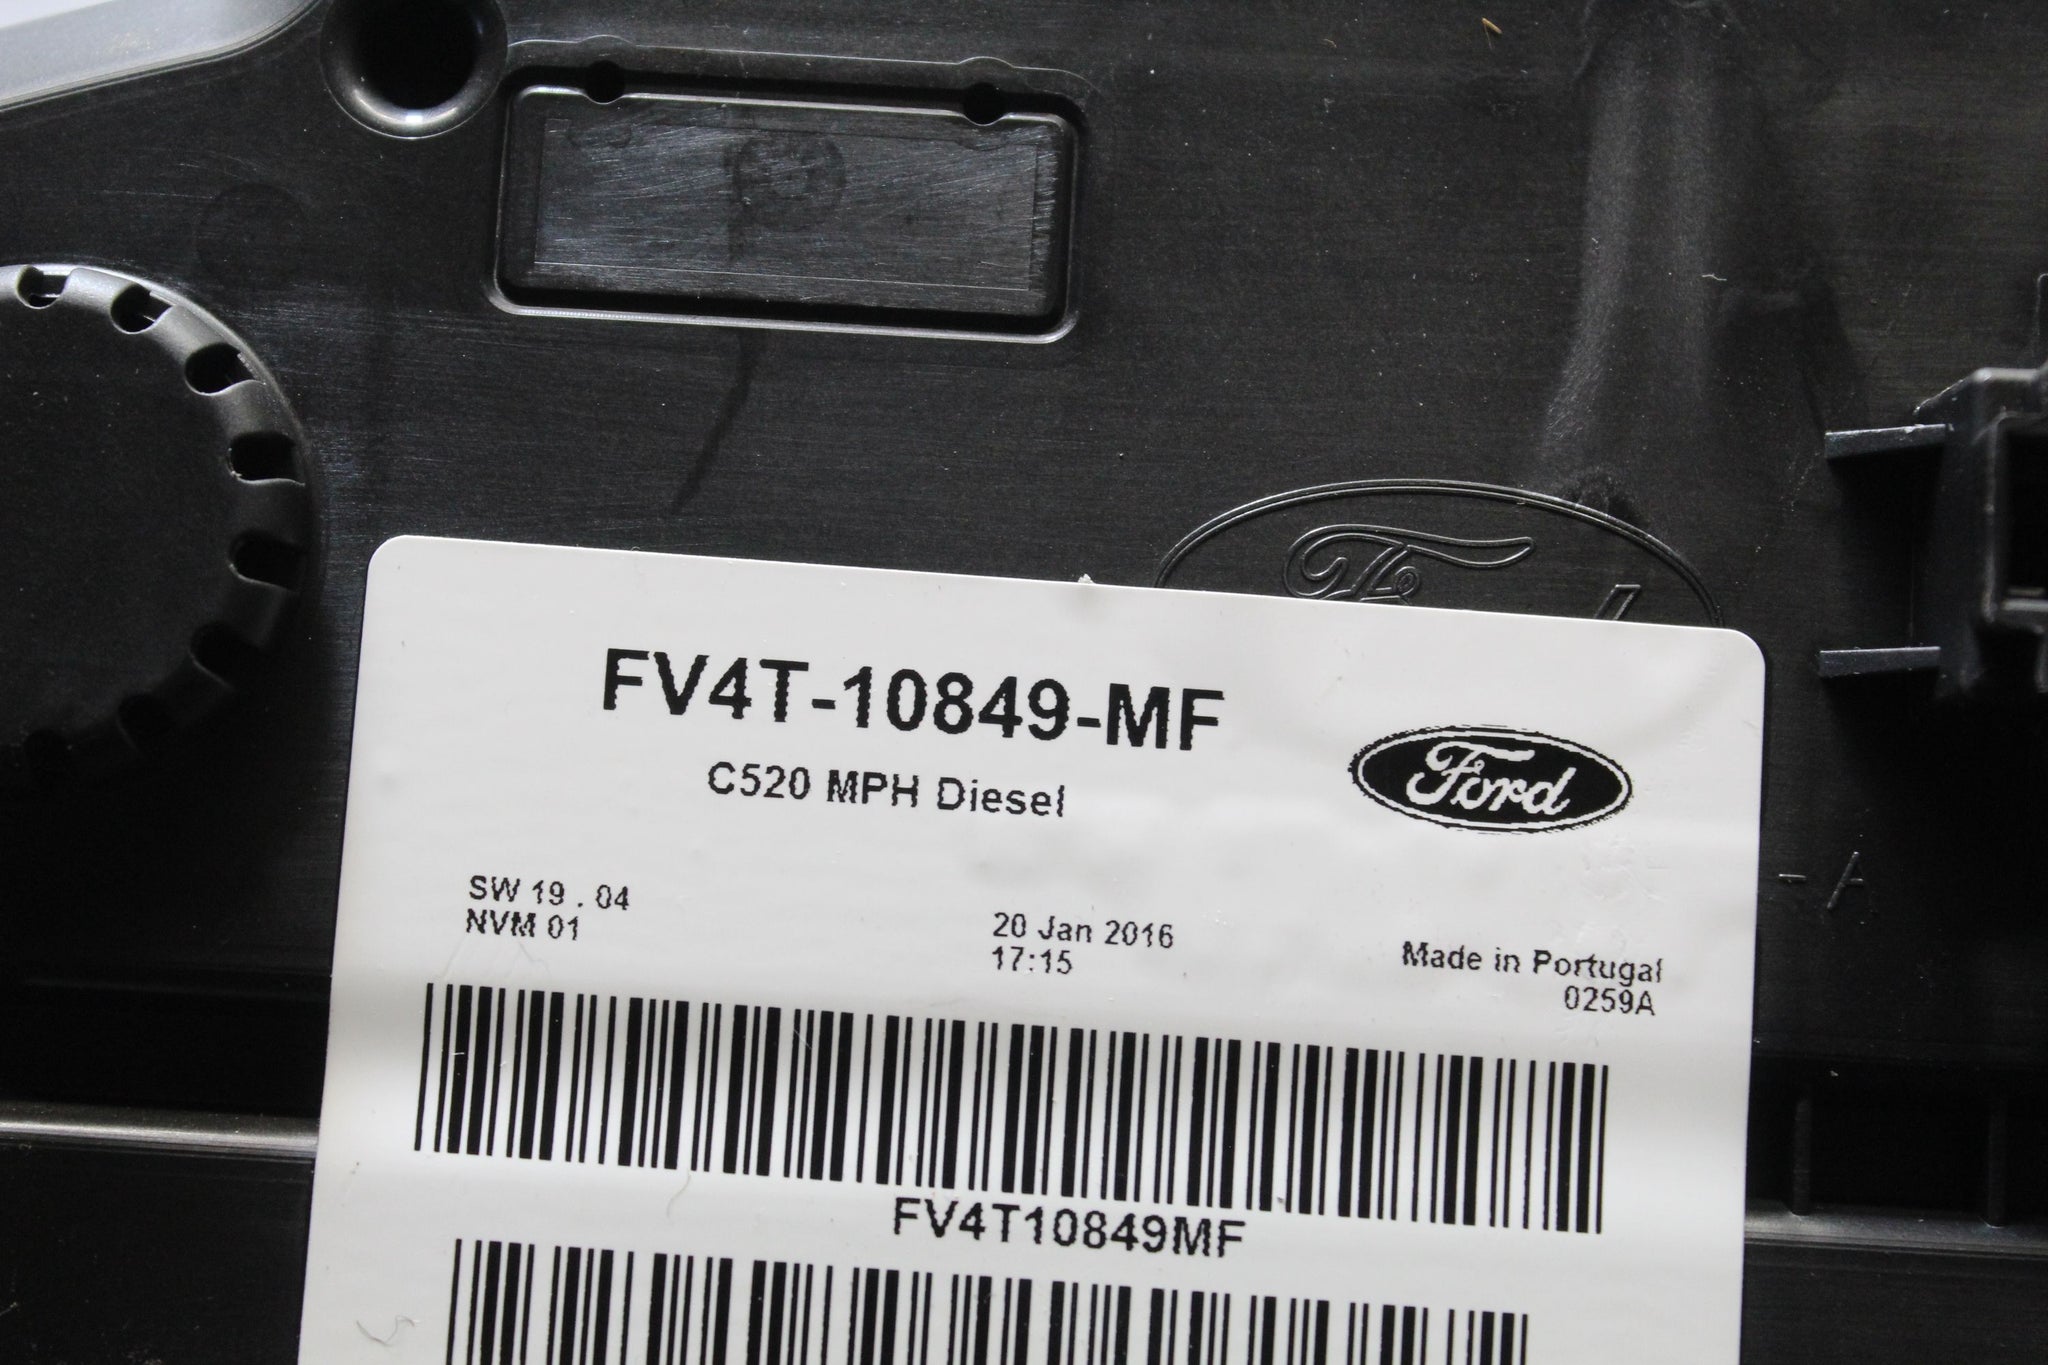 Ford
FV4T-10849-MF
C520 MPH Diesel
Ford
SW 19 . 04
NVM 01
20 Jan 2016
17:15
Made in Portugal
0259A
- A
FV4T10849MF